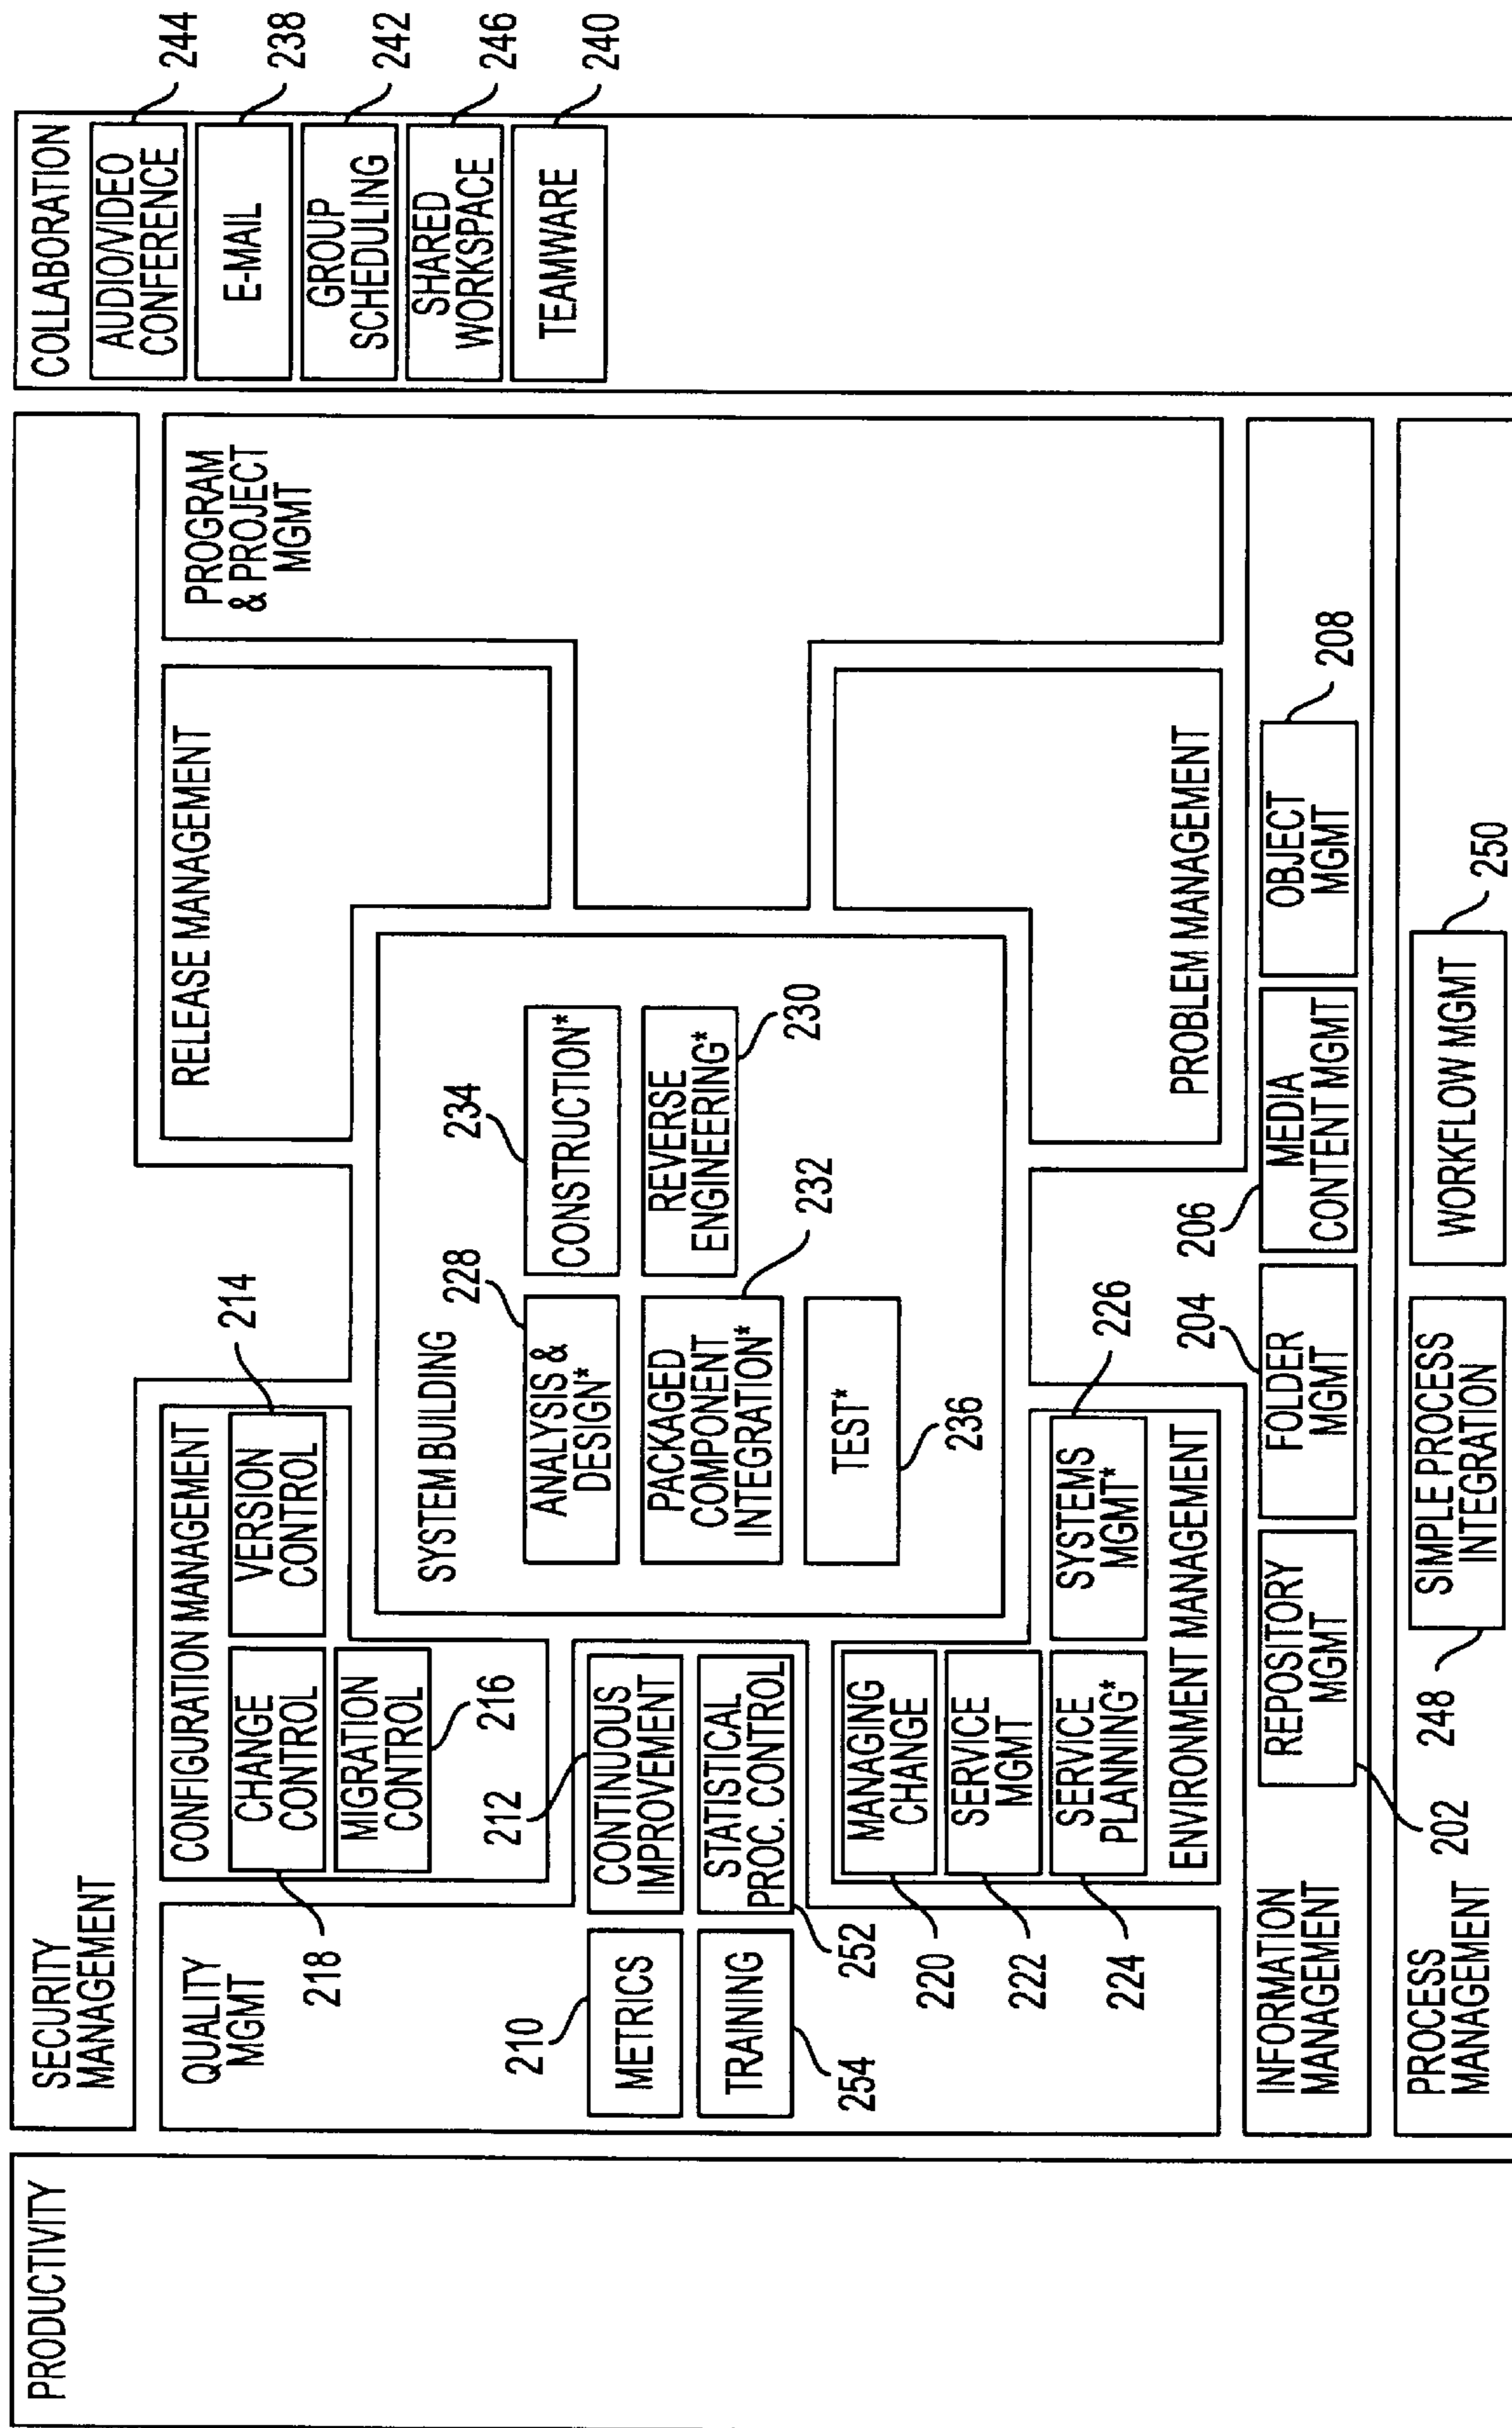 PRODUCTIVITY
SECURITY
MANAGEMENT
QUALITY
MGMT
210
METRICS
TRAINING
254
212
CONTINUOUS
IMPROVEMENT
STATISTICAL
PROC. CONTROL
252
CONFIGURATION MANAGEMENT
CHANGE
CONTROL
218
VERSION
CONTROL
214
MIGRATION
CONTROL
216
SYSTEM BUILDING
228
ANALYSIS &
DESIGN*
234
CONSTRUCTION*
PACKAGED
COMPONENT
INTEGRATION*
232
REVERSE
ENGINEERING*
230
TEST*
236
RELEASE MANAGEMENT
PROGRAM
& PROJECT
MGMT
PROBLEM MANAGEMENT
MANAGING
CHANGE
220
SERVICE
MGMT
222
SERVICE
PLANNING*
224
SYSTEMS
MGMT*
226
ENVIRONMENT MANAGEMENT
INFORMATION
MANAGEMENT
REPOSITORY
MGMT
202
204
FOLDER
MGMT
206
MEDIA
CONTENT MGMT
OBJECT
MGMT
208
PROCESS
MANAGEMENT
248
SIMPLE PROCESS
INTEGRATION
WORKFLOW MGMT
250
COLLABORATION
AUDIO/VIDEO
CONFERENCE
244
E-MAIL
238
GROUP
SCHEDULING
242
SHARED
WORKSPACE
246
TEAMWARE
240